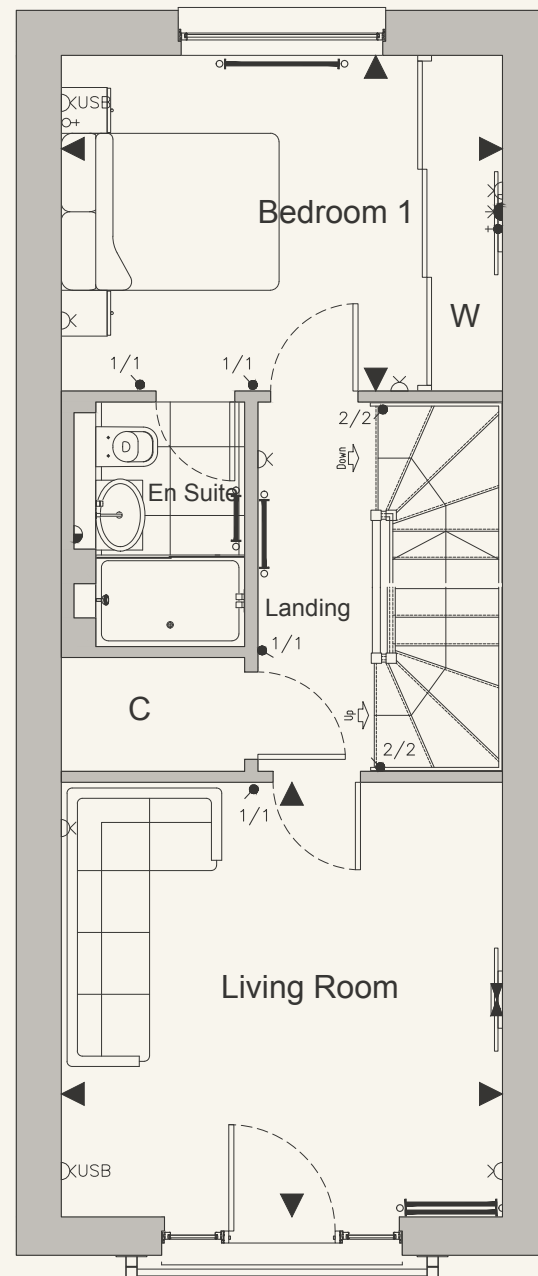 USB
Bedroom 1
W
1/1
1/1
2/2
Down
En Suite
Landing
1/1
C
Up
2/2
1/1
Living Room
USB